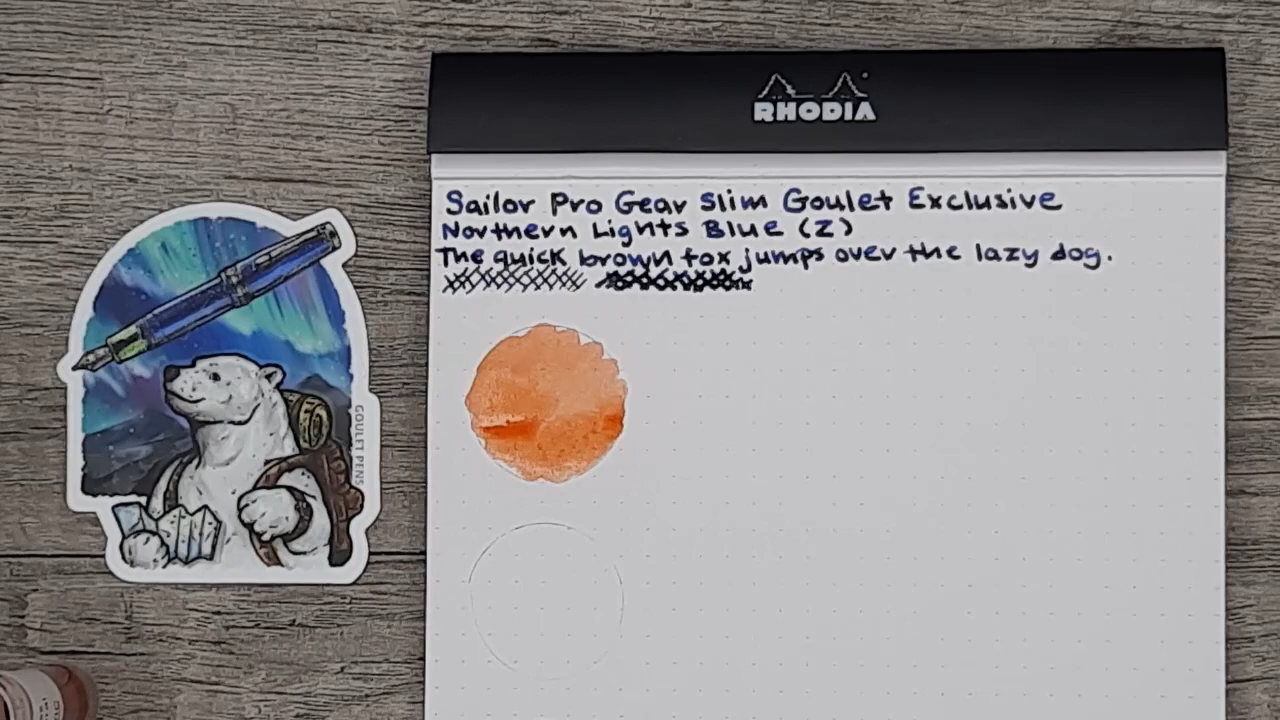 RHODIA
Sailor Pro Gear Slim Goulet Exclusive
Northern Lights Blue (Z)
The quick brown fox jumps over the lazy dog.
GOULET PENS